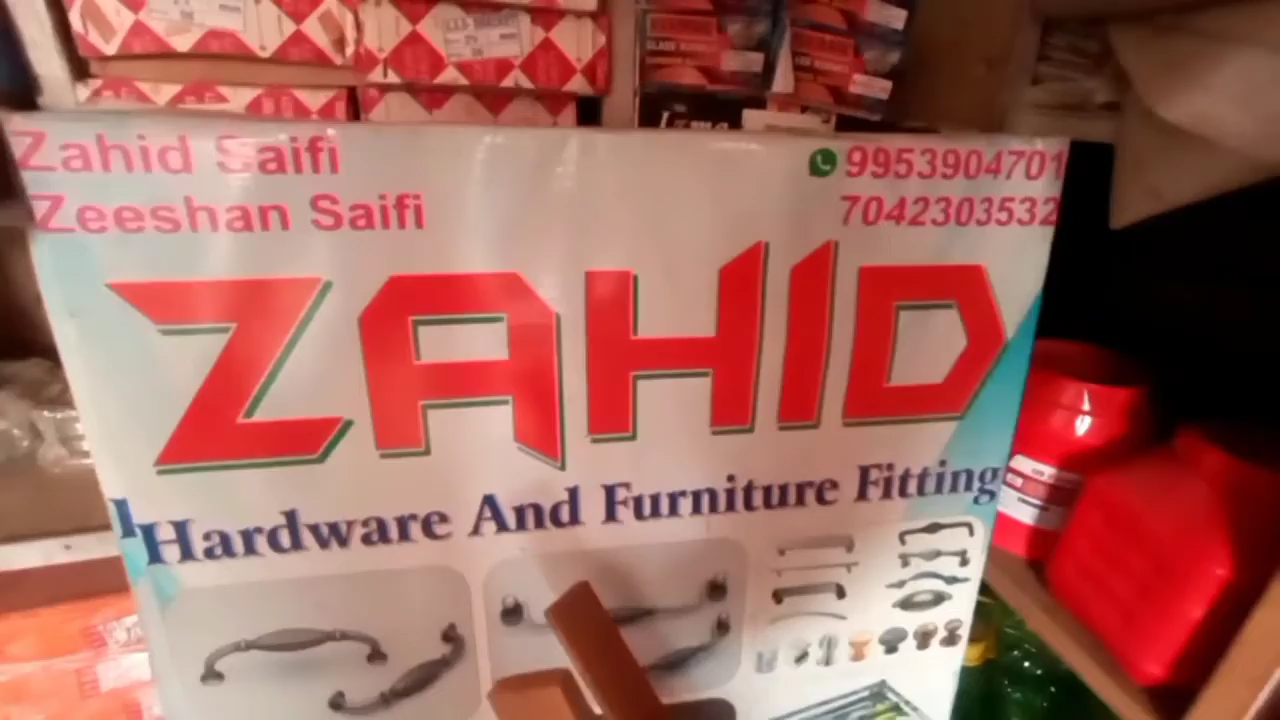 Zahid Saifi
9953904701
Zeeshan Saifi
7042303532
ZAHID
Hardware And Furniture Fitting